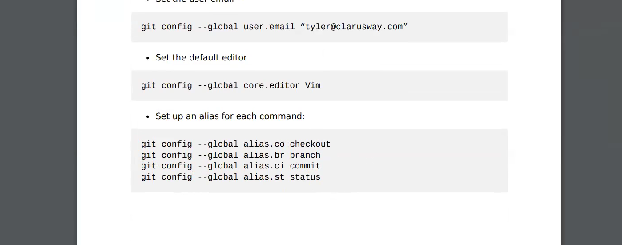 Set the user email
git config --global user.email “tyler@clarusway.com”
Set the default editor
git config --global core.editor Vim
Set up an alias for each command:
git config --global alias.co checkout
git config --global alias.br branch
git config --global alias.ci commit
git config --global alias.st status